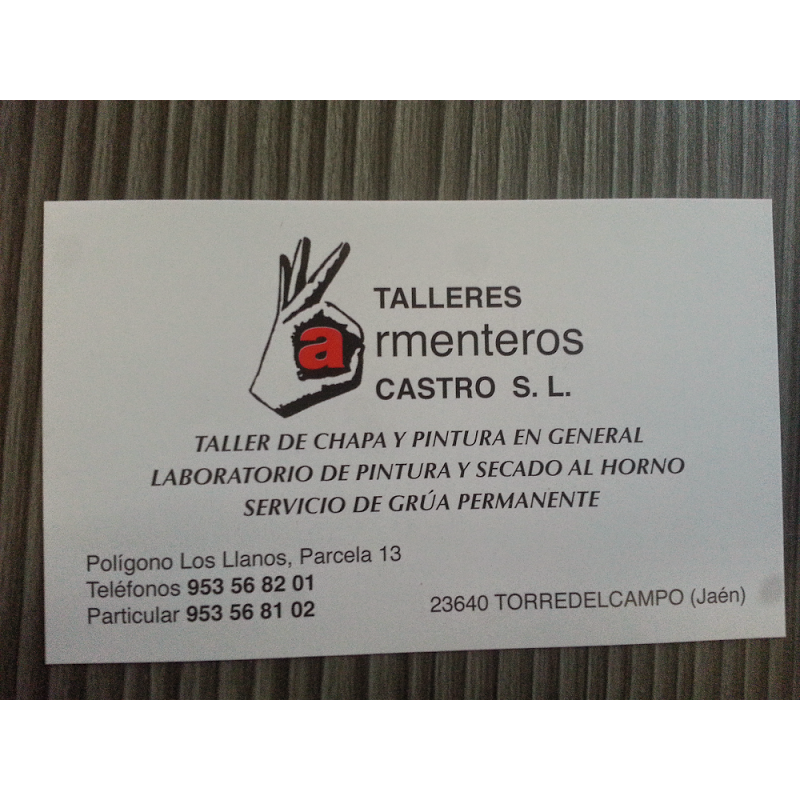 TALLERES
armenteros
CASTRO S. L.
TALLER DE CHAPA Y PINTURA EN GENERAL
LABORATORIO DE PINTURA Y SECADO AL HORNO
SERVICIO DE GRÚA PERMANENTE
Polígono Los Llanos, Parcela 13
Teléfonos 953 56 82 01
Particular 953 56 81 02
23640 TORREDELCAMPO (Jaén)